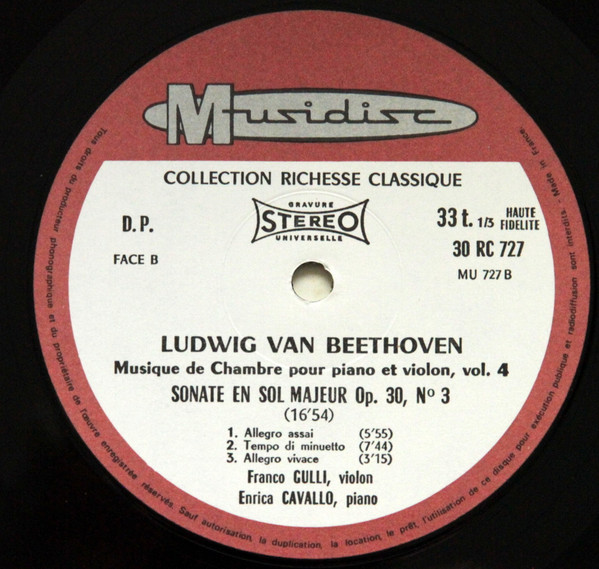 Musidisc
COLLECTION RICHESSE CLASSIQUE
D.P.
GRAVURE
STEREO
UNIVERSELLE
33 t. 1/3 HAUTE FIDELITE
FACE B
30 RC 727
MU 727 B
LUDWIG VAN BEETHOVEN
Musique de Chambre pour piano et violon, vol. 4
SONATE EN SOL MAJEUR Op. 30, Nº 3
(16'54)
1. Allegro assai (5'55)
2. Tempo di minuetto (7'44)
3. Allegro vivace (3'15)
Franco GULLI, violon
Enrica CAVALLO, piano
Tous droits du producteur phonographique et du propriétaire de l'œuvre enregistrée réservés. Sauf autorisation, la duplication, la location, le prêt, l'utilisation de ce disque pour exécution publique et radiodiffusion sont interdits. Made in France.